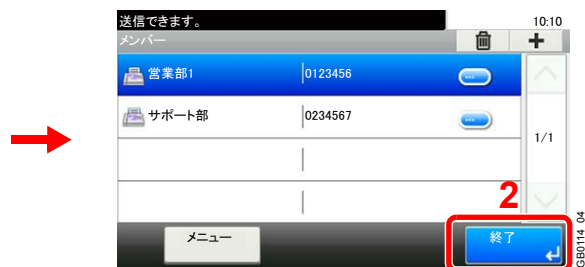 送信できます。 10:10
メンバー
営業部1 0123456
サポート部 0234567
1/1
2
メニュー 終了
GB0114_04